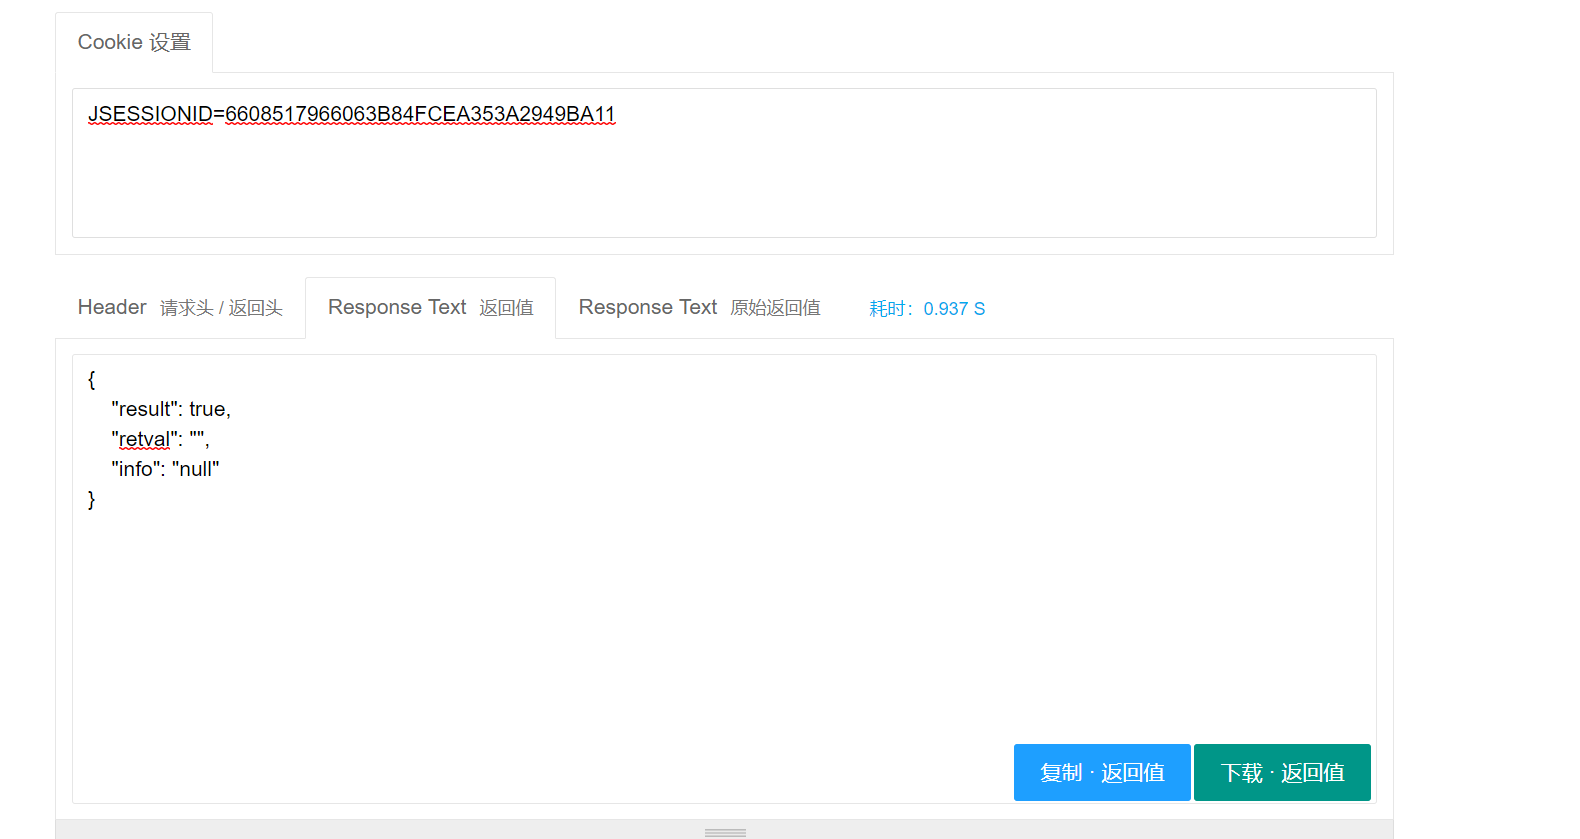 Cookie 设置
JSESSIONID=6608517966063B84FCEA353A2949BA11
Header 请求头 / 返回头 Response Text 返回值 Response Text 原始返回值 耗时：0.937 S
{
"result": true,
"retval": "",
"info": "null"
}
复制 · 返回值 下载 · 返回值